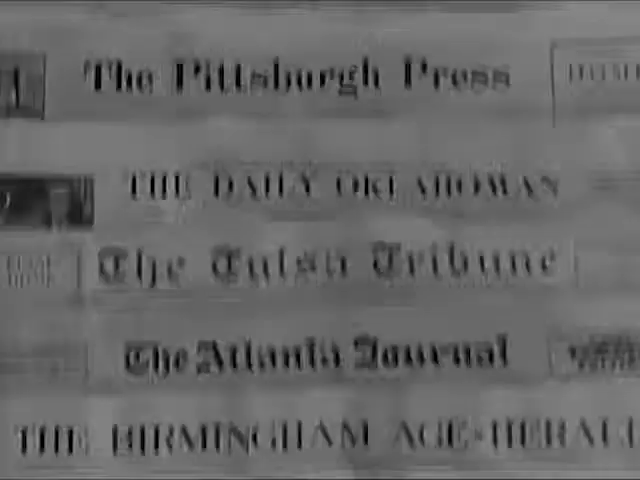 The Pittsburgh Press
THE DAILY OKLAHOMAN
The Tulsa Tribune
The Atlanta Journal
THE BIRMINGHAM AGE-HERALD